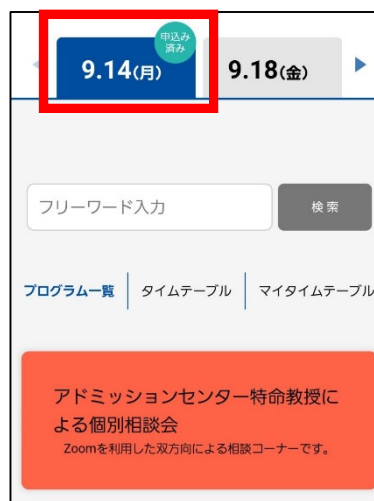 申込み
済み
9.14(月)
9.18(金)
フリーワード入力
検索
プログラム一覧
タイムテーブル
マイタイムテーブル
アドミッションセンター特命教授に
よる個別相談会
Zoomを利用した双方向による相談コーナーです。